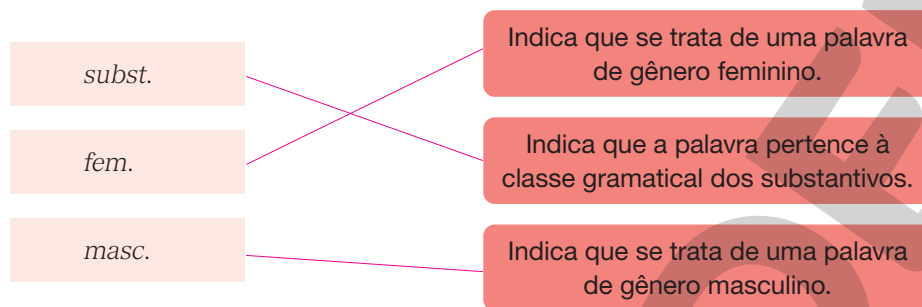 subst.
fem.
masc.
Indica que se trata de uma palavra
de gênero feminino.
Indica que a palavra pertence à
classe gramatical dos substantivos.
Indica que se trata de uma palavra
de gênero masculino.